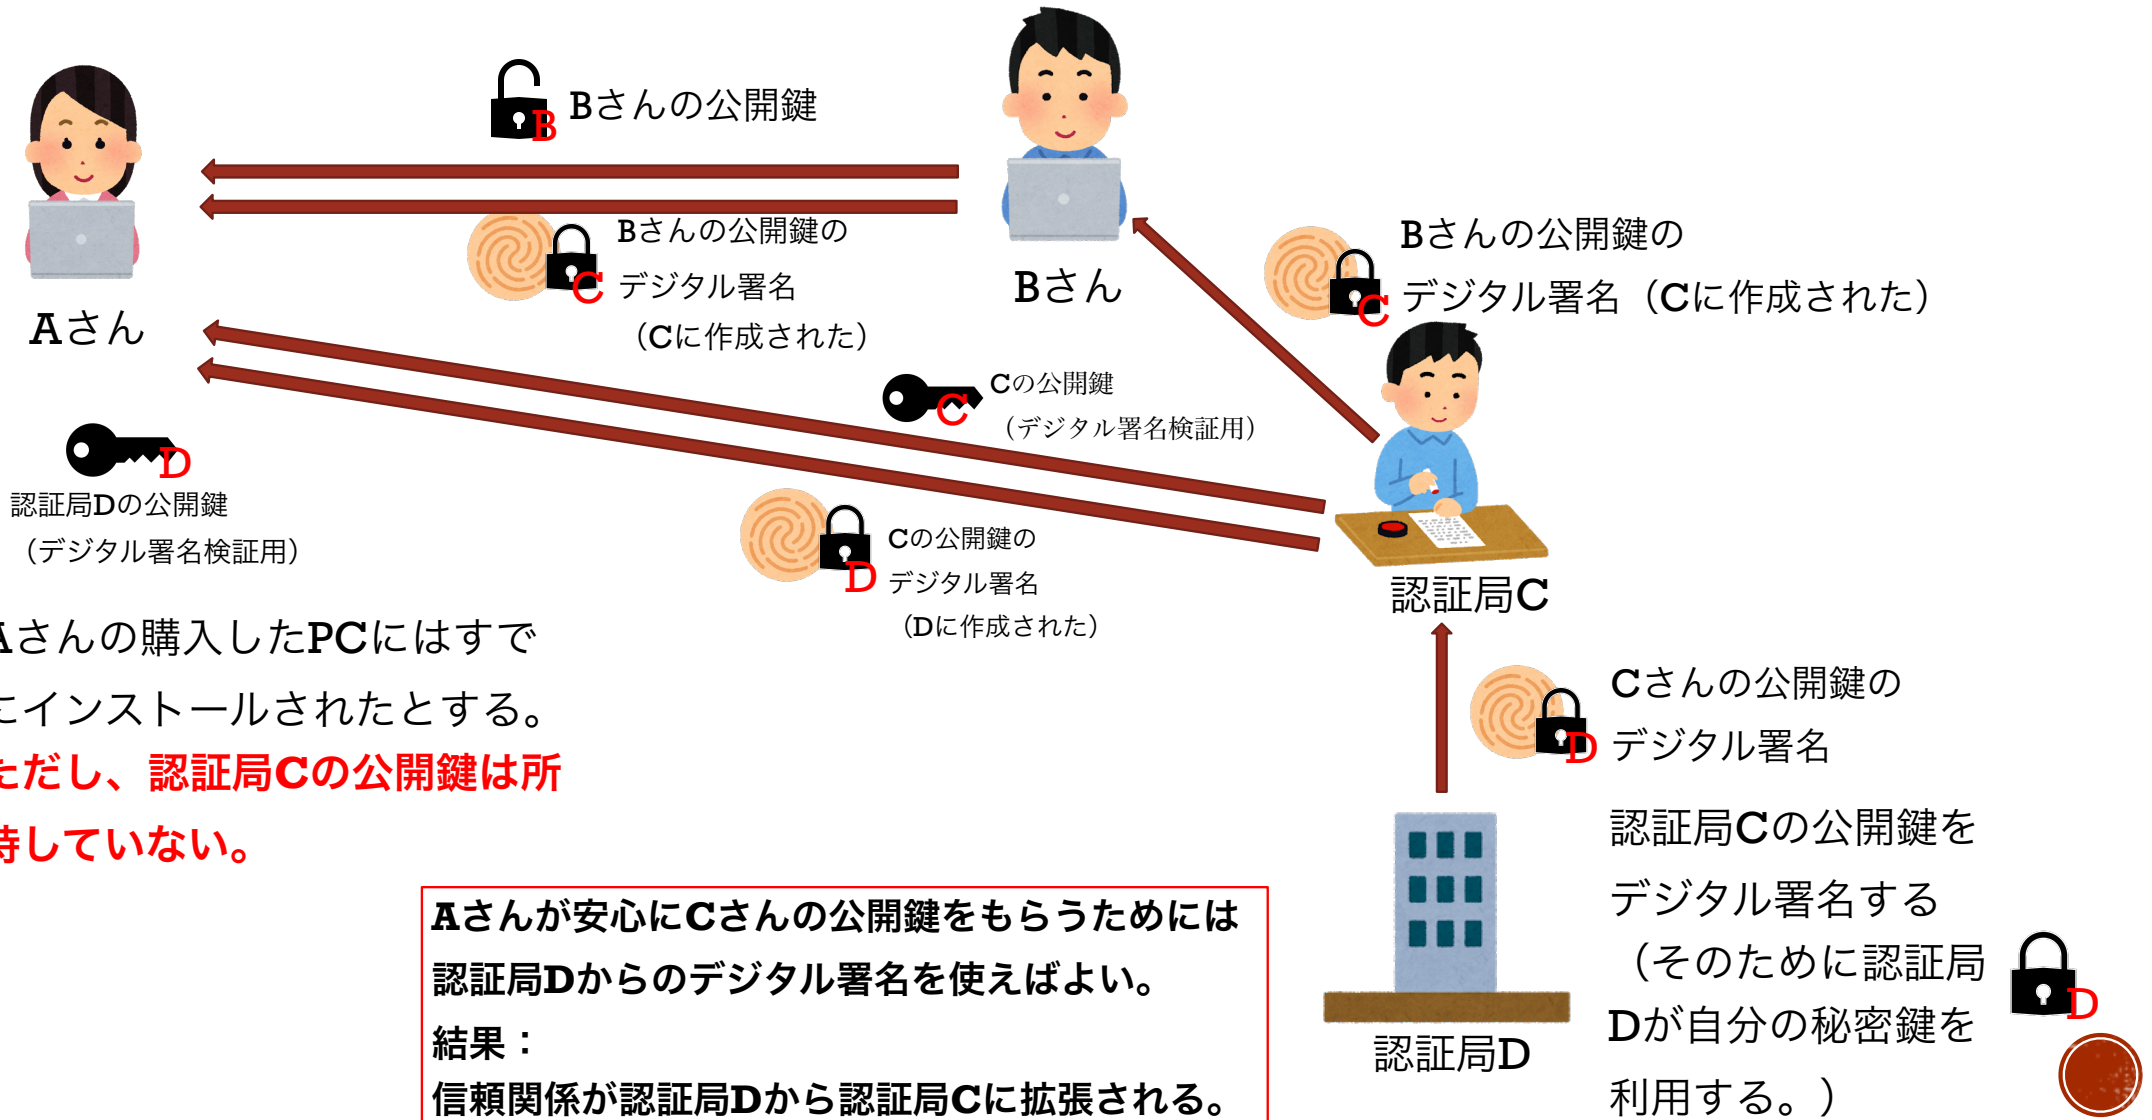 Bさんの公開鍵
B
Bさんの公開鍵の
デジタル署名
(Cに作成された)
C
Aさん
Bさん
Bさんの公開鍵の
デジタル署名(Cに作成された)
C
Cの公開鍵
(デジタル署名検証用)
C
D
認証局Dの公開鍵
(デジタル署名検証用)
Cの公開鍵の
デジタル署名
(Dに作成された)
D
認証局C
Aさんの購入したPCにはすで
にインストールされたとする。
ただし、認証局Cの公開鍵は所
持していない。
Cさんの公開鍵の
デジタル署名
D
認証局Cの公開鍵を
デジタル署名する
(そのために認証局
Dが自分の秘密鍵を
利用する。)
D
認証局D
Aさんが安心にCさんの公開鍵をもらうためには
認証局Dからのデジタル署名を使えばよい。
結果:
信頼関係が認証局Dから認証局Cに拡張される。